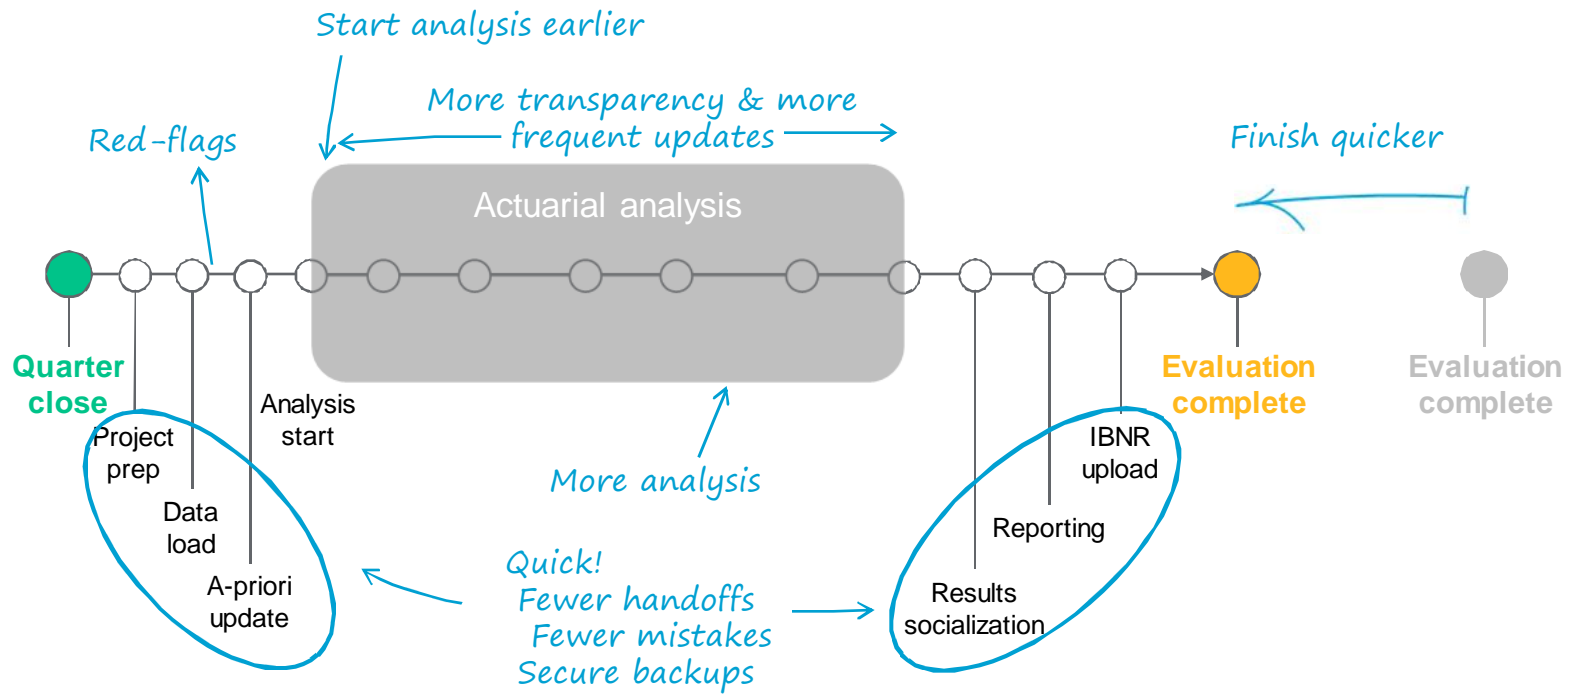 Start analysis earlier
More transparency & more
frequent updates
Red-flags
Finish quicker
Actuarial analysis
Quarter
close
Evaluation
complete
Evaluation
complete
Analysis
start
Project
prep
Data
load
A-priori
update
More analysis
IBNR
upload
Reporting
Results
socialization
Quick!
Fewer handoffs
Fewer mistakes
Secure backups